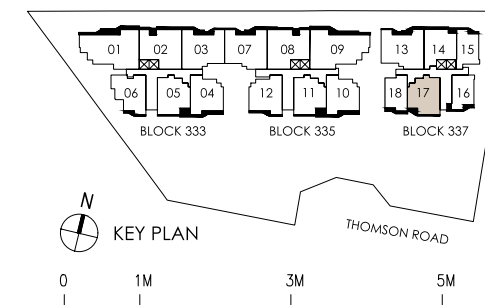 01 02 03 07 08 09 13 14 15
06 05 04 12 11 10 18 17 16
BLOCK 333 BLOCK 335 BLOCK 337
N
KEY PLAN
THOMSON ROAD
0 1M 3M 5M